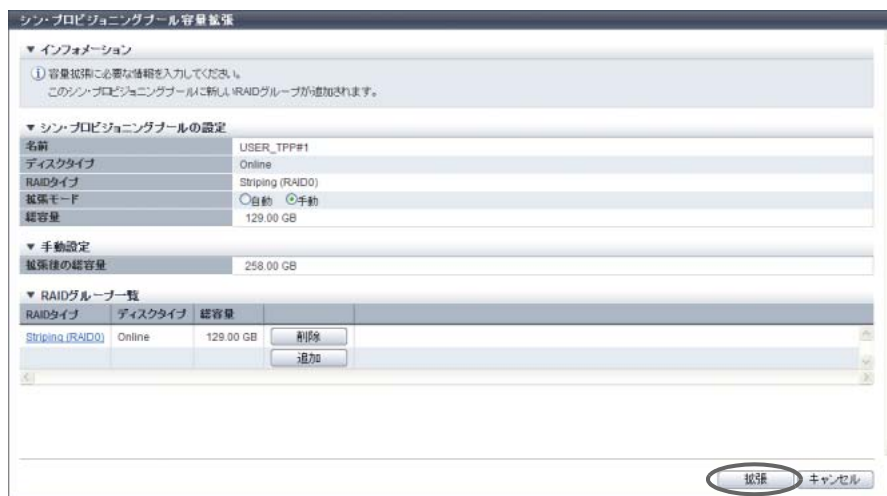 シン・プロビジョニングプール容量拡張
▼ インフォメーション
容量拡張に必要な情報を入力してください。
このシン・プロビジョニングプールに新しいRAIDグループが追加されます。
▼ シン・プロビジョニングプールの設定
名前 USER_TPP#1
ディスクタイプ Online
RAIDタイプ Striping (RAID0)
拡張モード 自動 手動
総容量 129.00 GB
▼ 手動設定
拡張後の総容量 258.00 GB
▼ RAIDグループ一覧
RAIDタイプ ディスクタイプ 総容量
Striping (RAID0) Online 129.00 GB 削除
追加
拡張 キャンセル